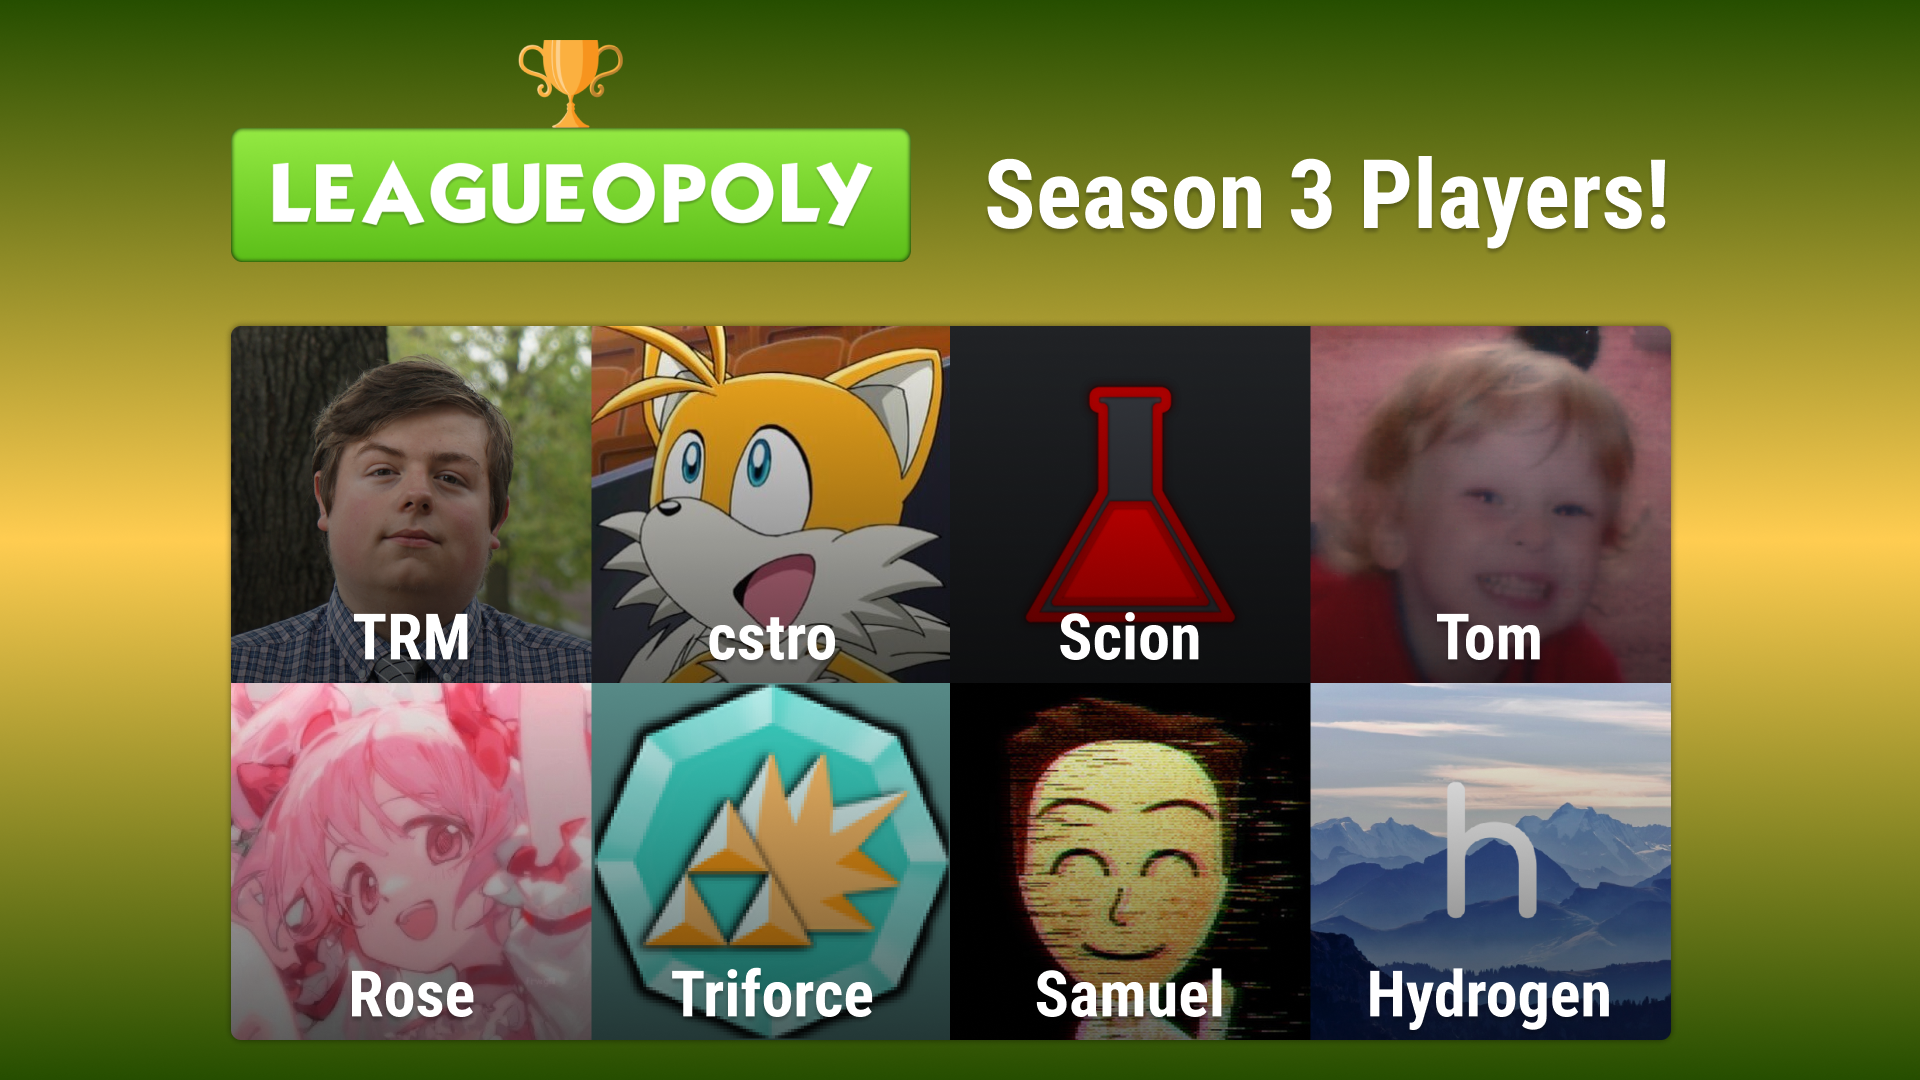 LEAGUEOPOLY
Season 3 Players!
TRM
cstro
Scion
Tom
Rose
Triforce
Samuel
h
Hydrogen